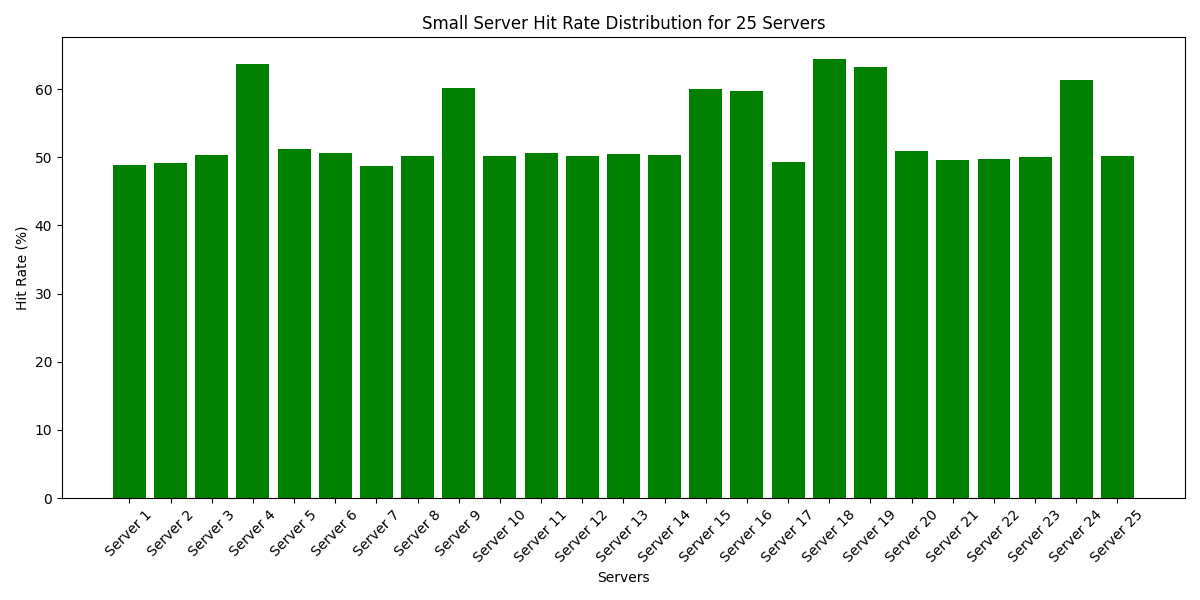 Small Server Hit Rate Distribution for 25 Servers
Hit Rate (%)
60
50
40
30
20
10
0
Server 1
Server 2
Server 3
Server 4
Server 5
Server 6
Server 7
Server 8
Server 9
Server 10
Server 11
Server 12
Server 13
Server 14
Server 15
Server 16
Server 17
Server 18
Server 19
Server 20
Server 21
Server 22
Server 23
Server 24
Server 25
Servers